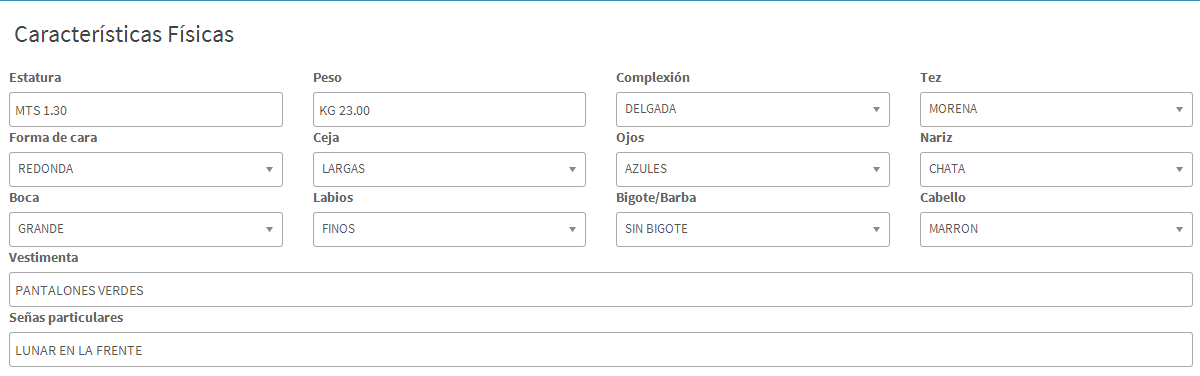 Características Físicas
Estatura Peso Complexión Tez
MTS 1.30 KG 23.00 DELGADA MORENA
Forma de cara Ceja Ojos Nariz
REDONDA LARGAS AZULES CHATA
Boca Labios Bigote/Barba Cabello
GRANDE FINOS SIN BIGOTE MARRON
Vestimenta
PANTALONES VERDES
Señas particulares
LUNAR EN LA FRENTE